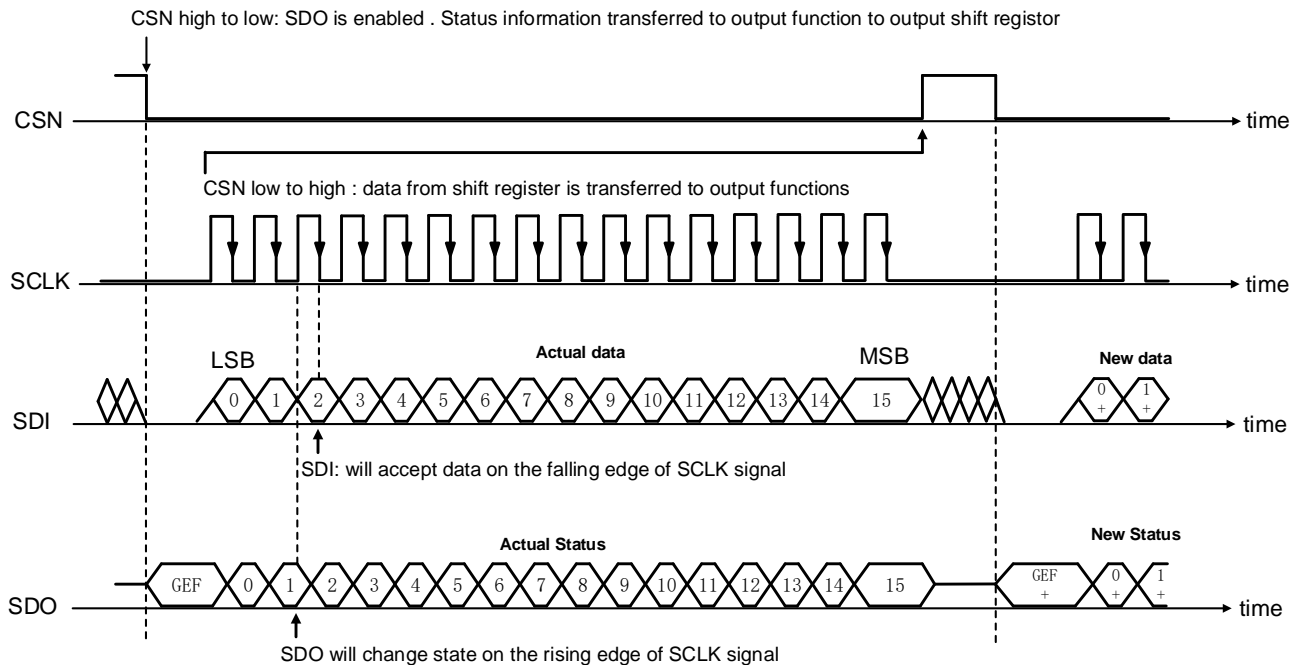 CSN high to low: SDO is enabled . Status information transferred to output function to output shift registor
CSN
time
CSN low to high : data from shift register is transferred to output functions
SCLK
time
LSB
Actual data
MSB
New data
0 1 2 3 4 5 6 7 8 9 10 11 12 13 14 15 0+ 1+
SDI
time
SDI: will accept data on the falling edge of SCLK signal
Actual Status
New Status
GEF 0 1 2 3 4 5 6 7 8 9 10 11 12 13 14 15 GEF+ 0+ 1+
SDO
time
SDO will change state on the rising edge of SCLK signal